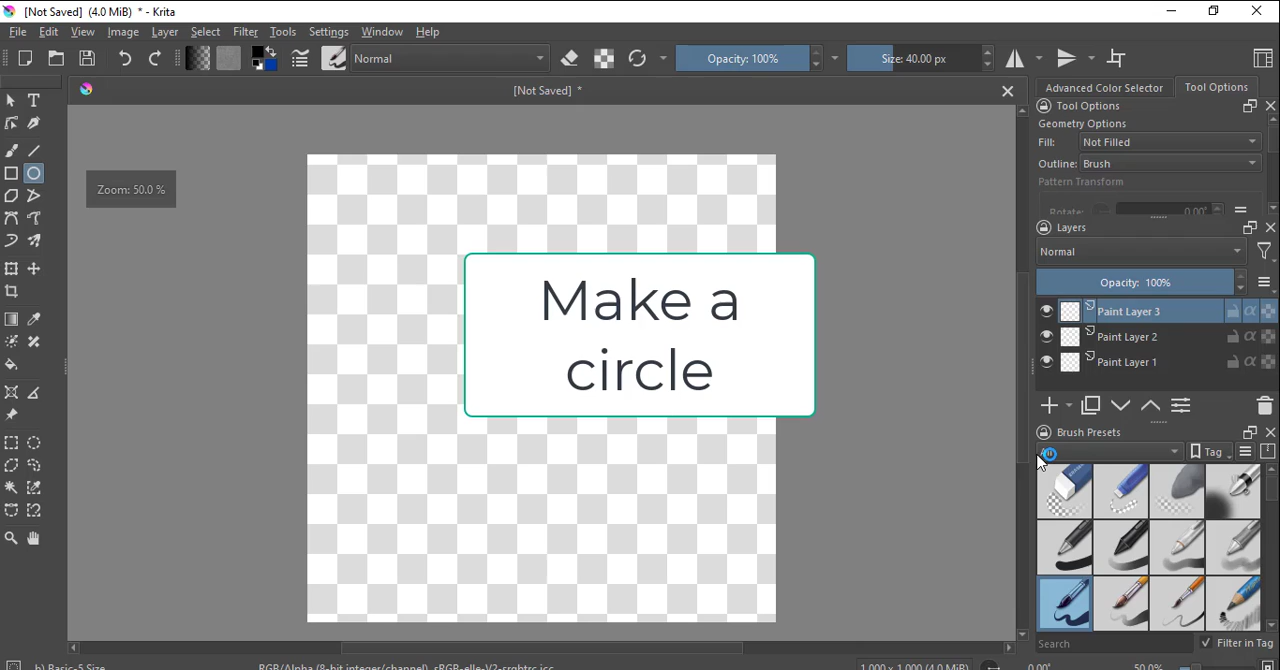 [Not Saved] (4.0 MiB) * - Krita
File Edit View Image Layer Select Filter Tools Settings Window Help
Normal
Opacity: 100%
Size: 40.00 px
[Not Saved] *
Advanced Color Selector
Tool Options
Tool Options
Geometry Options
Fill: Not Filled
Outline: Brush
Pattern Transform
Rotate: 0.00°
Zoom: 50.0 %
Layers
Normal
Opacity: 100%
Paint Layer 3
Paint Layer 2
Paint Layer 1
Make a
circle
Brush Presets
Tag
Search
Filter in Tag
b) Basic-5 Size
RGB/Alpha (8-bit integer/channel) sRGB-elle-V2-srgbtrc.icc
1,000 x 1,000 (4.0 MiB)
0.00°
50.0%